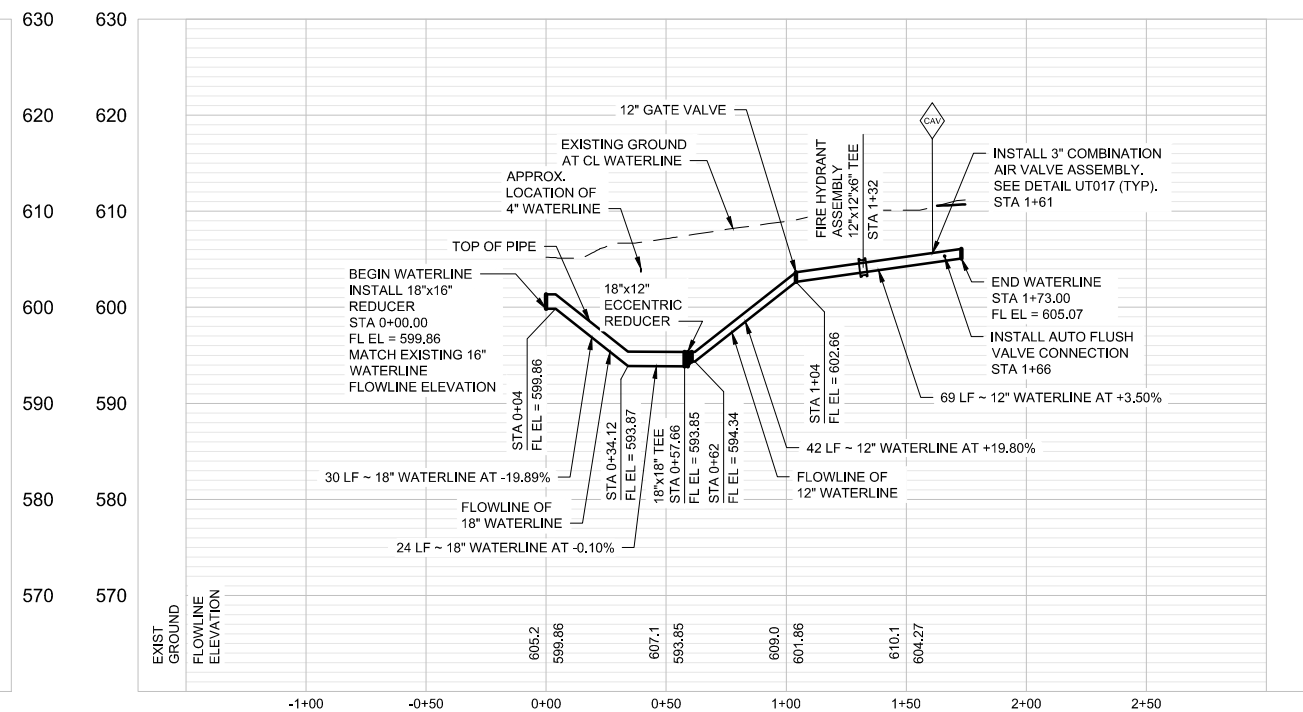 630
620
610
600
590
580
570
630
620
610
600
590
580
570
12" GATE VALVE
EXISTING GROUND
AT CL WATERLINE
APPROX.
LOCATION OF
4" WATERLINE
TOP OF PIPE
BEGIN WATERLINE
INSTALL 18"x16"
REDUCER
STA 0+00.00
FL EL = 599.86
MATCH EXISTING 16"
WATERLINE
FLOWLINE ELEVATION
18"x12"
ECCENTRIC
REDUCER
FIRE HYDRANT
ASSEMBLY
12"x12"x6" TEE
STA 1+32
CAV
INSTALL 3" COMBINATION
AIR VALVE ASSEMBLY.
SEE DETAIL UT017 (TYP).
STA 1+61
END WATERLINE
STA 1+73.00
FL EL = 605.07
INSTALL AUTO FLUSH
VALVE CONNECTION
STA 1+66
69 LF ~ 12" WATERLINE AT +3.50%
42 LF ~ 12" WATERLINE AT +19.80%
FLOWLINE OF
12" WATERLINE
STA 0+04
FL EL = 599.86
STA 0+34.12
FL EL = 593.87
18"x18" TEE
STA 0+57.66
FL EL = 593.85
STA 0+62
FL EL = 594.34
STA 1+04
FL EL = 602.66
30 LF ~ 18" WATERLINE AT -19.89%
FLOWLINE OF
18" WATERLINE
24 LF ~ 18" WATERLINE AT -0.10%
EXIST
GROUND
FLOWLINE
ELEVATION
605.2
599.86
607.1
593.85
609.0
601.86
610.1
604.27
-1+00
-0+50
0+00
0+50
1+00
1+50
2+00
2+50